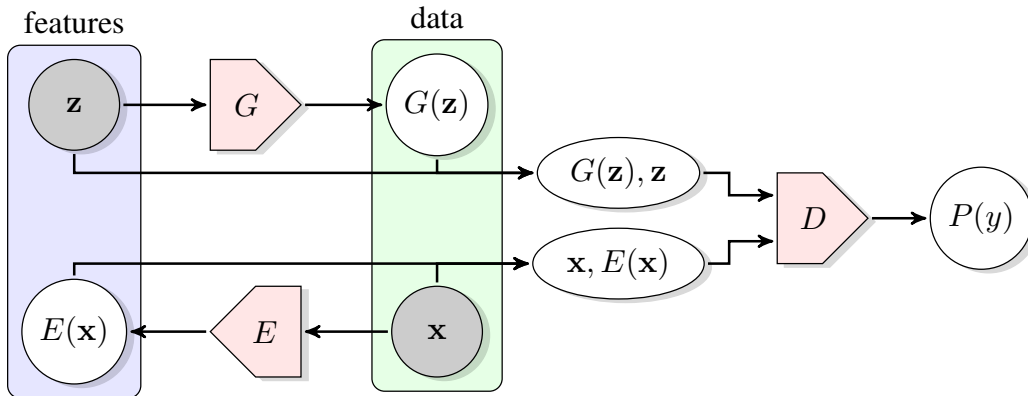 features
data
z
G
G(z)
G(z), z
D
P(y)
x, E(x)
E(x)
E
x